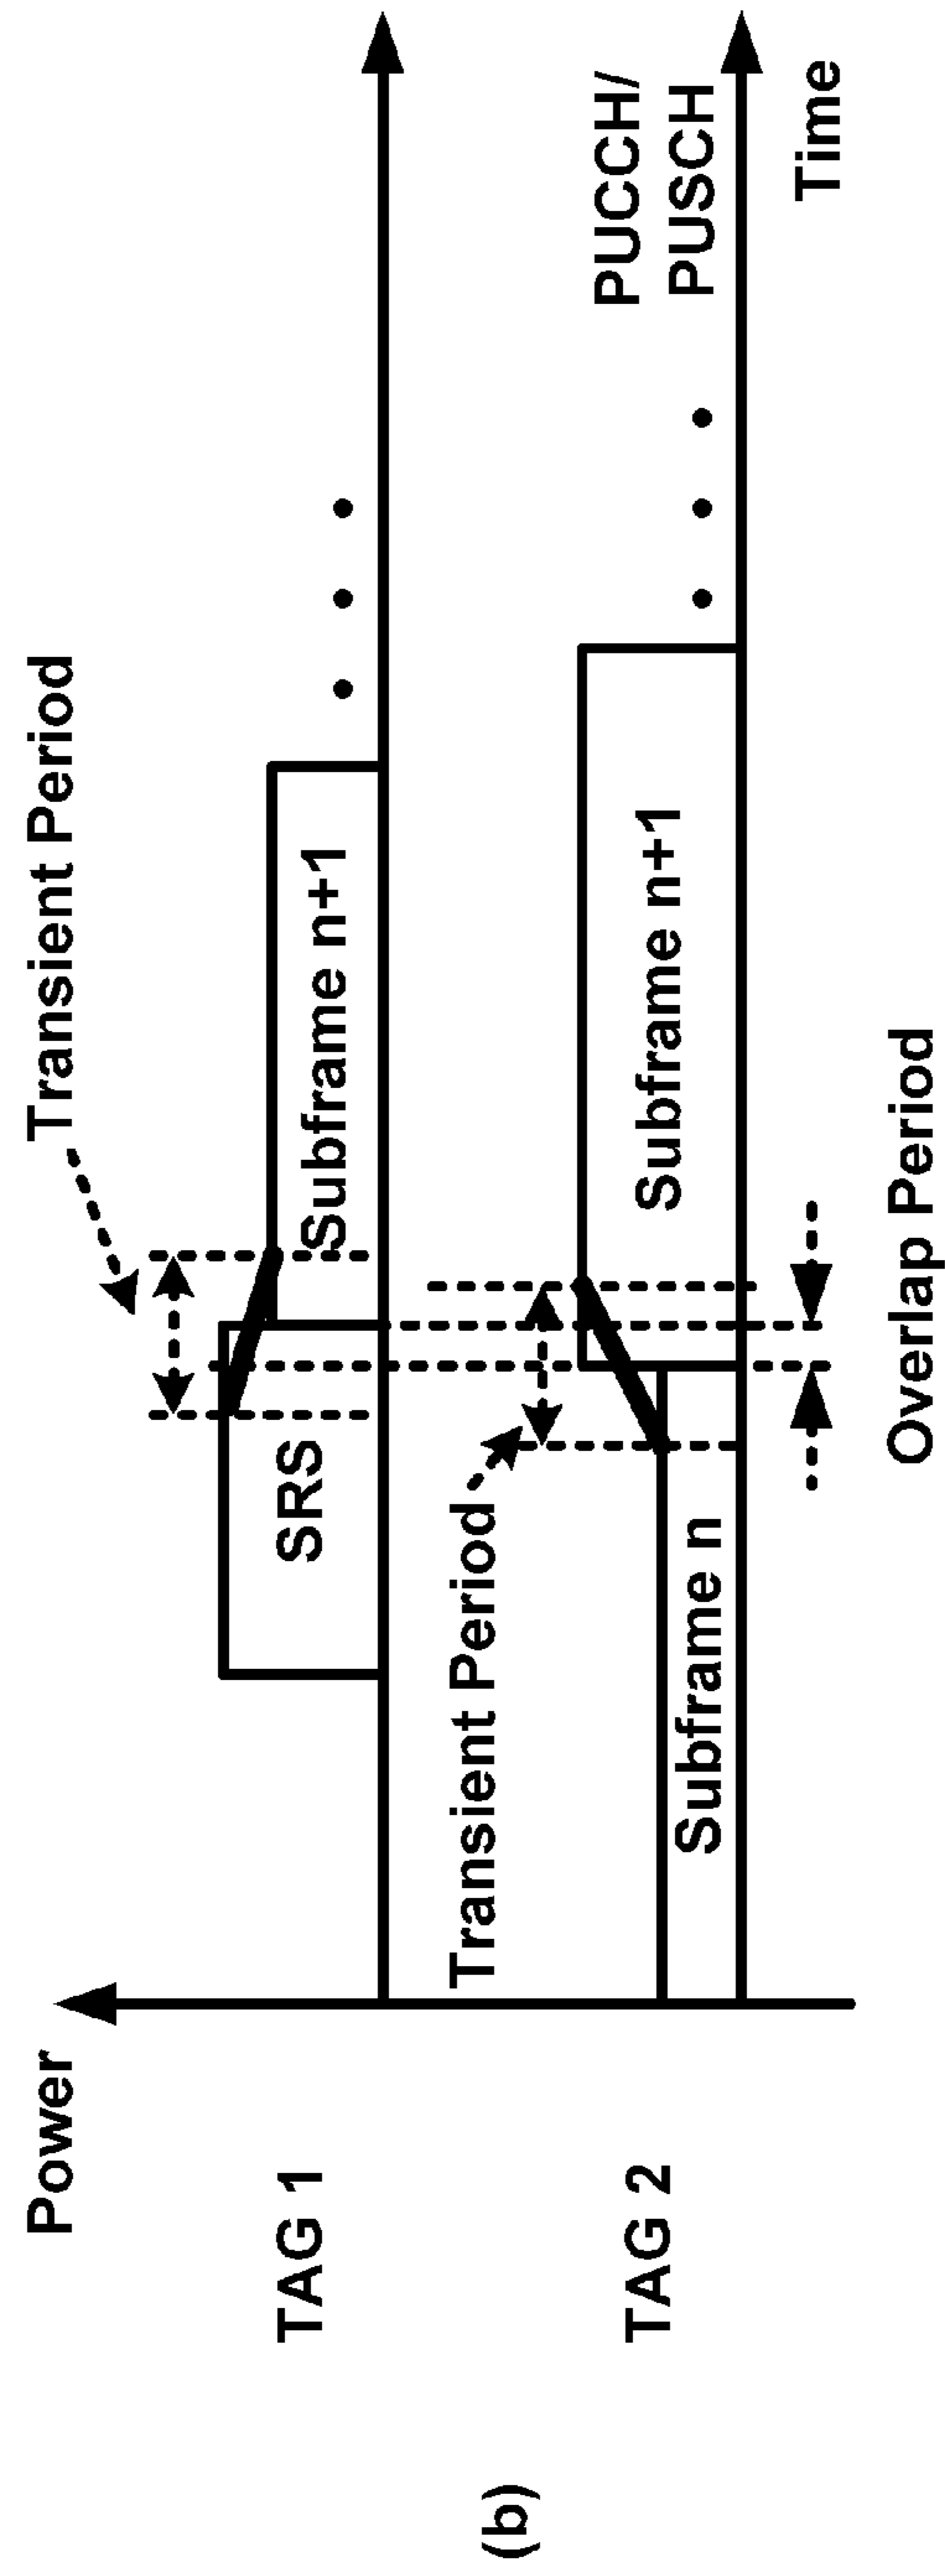 Power
Transient Period
TAG 1
SRS
Subframe n+1
Transient Period
PUCCH/
PUSCH
TAG 2
Subframe n
Subframe n+1
Time
Overlap Period
(b)